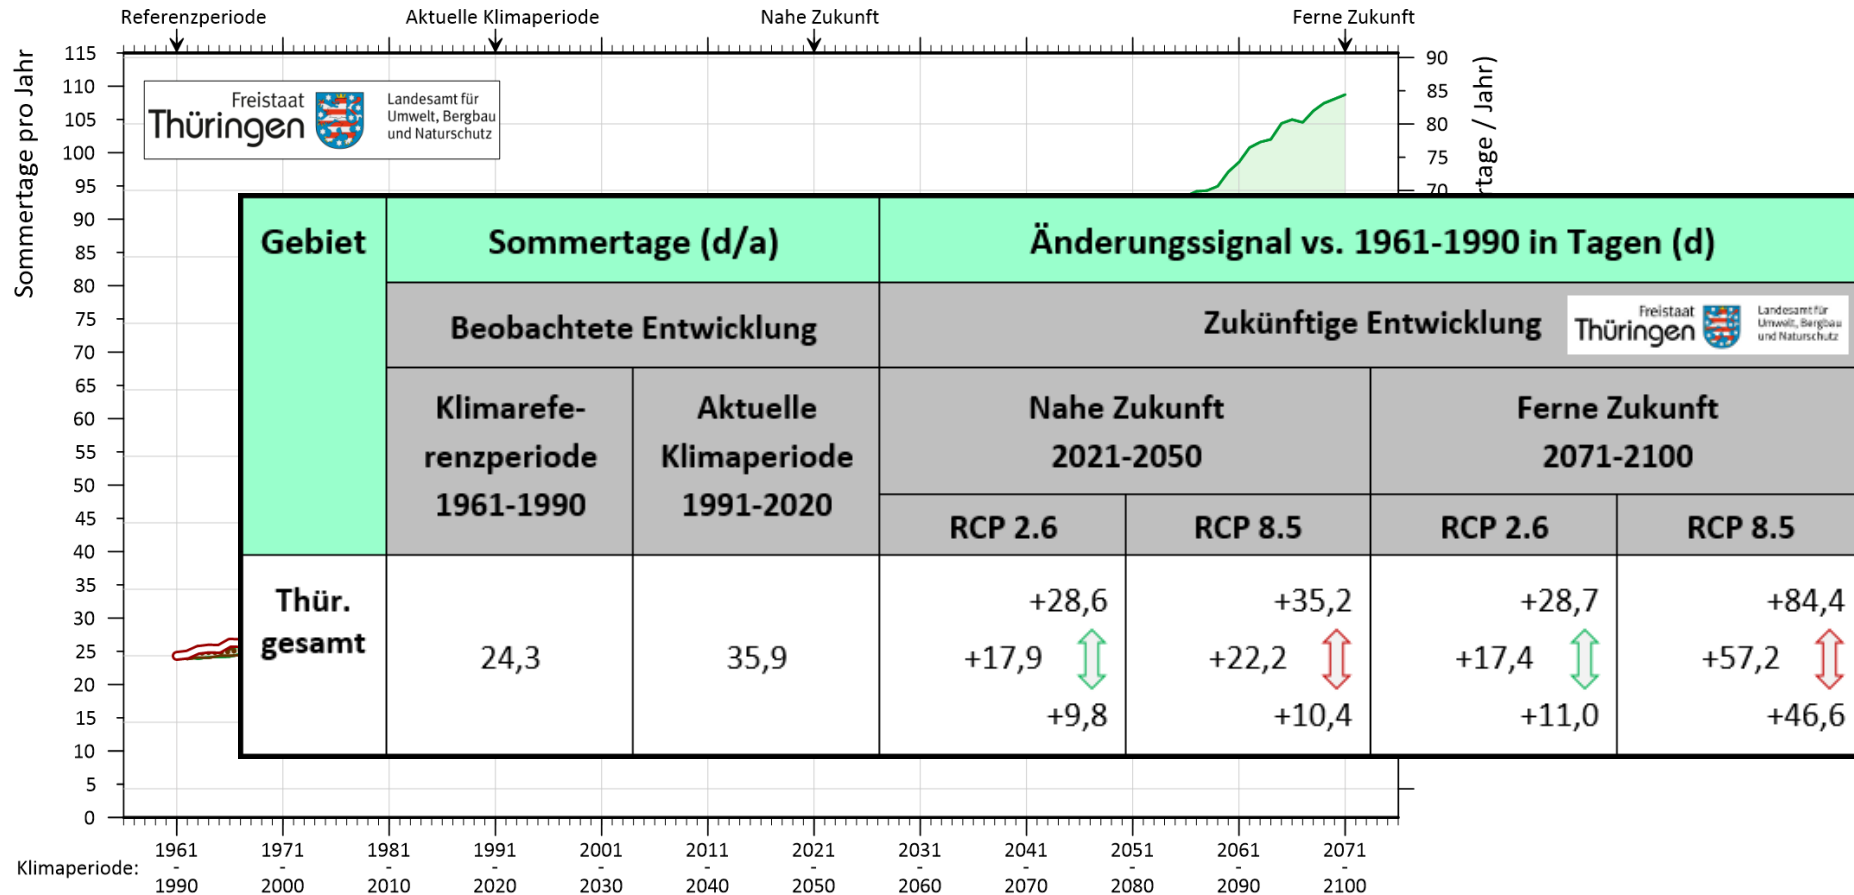 Referenzperiode Aktuelle Klimaperiode Nahe Zukunft Ferne Zukunft
Sommertage pro Jahr
115
110
105
100
95
90
85
80
75
70
65
60
55
50
45
40
35
30
25
20
15
10
5
0
90
85
80
75
70
rtage / Jahr)
Freistaat
Thüringen
Landesamt für
Umwelt, Bergbau
und Naturschutz
Gebiet Sommertage (d/a) Änderungssignal vs. 1961-1990 in Tagen (d)
Beobachtete Entwicklung Zukünftige Entwicklung
Freistaat
Thüringen
Landesamt für
Umwelt, Bergbau
und Naturschutz
Klimarefe-
renzperiode
1961-1990
Aktuelle
Klimaperiode
1991-2020
Nahe Zukunft
2021-2050
Ferne Zukunft
2071-2100
RCP 2.6 RCP 8.5 RCP 2.6 RCP 8.5
Thür.
gesamt
24,3
35,9
+28,6
+17,9
+9,8
+35,2
+22,2
+10,4
+28,7
+17,4
+11,0
+84,4
+57,2
+46,6
1961 1971 1981 1991 2001 2011 2021 2031 2041 2051 2061 2071
Klimaperiode: - - - - - - - - - - - -
1990 2000 2010 2020 2030 2040 2050 2060 2070 2080 2090 2100